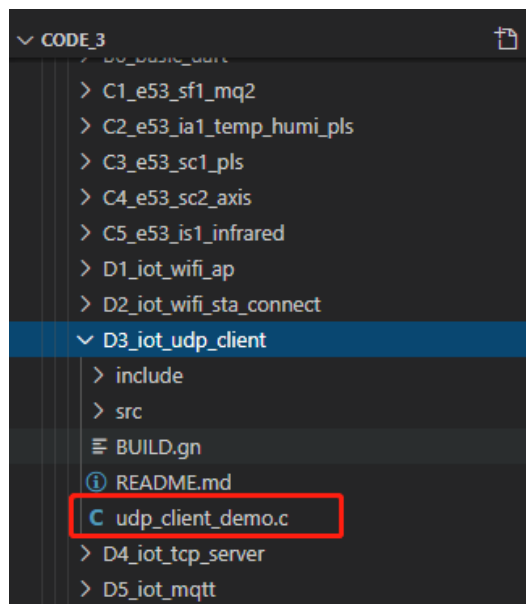 CODE_3
C1_e53_sf1_mq2
C2_e53_ia1_temp_humi_pls
C3_e53_sc1_pls
C4_e53_sc2_axis
C5_e53_is1_infrared
D1_iot_wifi_ap
D2_iot_wifi_sta_connect
D3_iot_udp_client
include
src
BUILD.gn
README.md
C udp_client_demo.c
D4_iot_tcp_server
D5_iot_mqtt